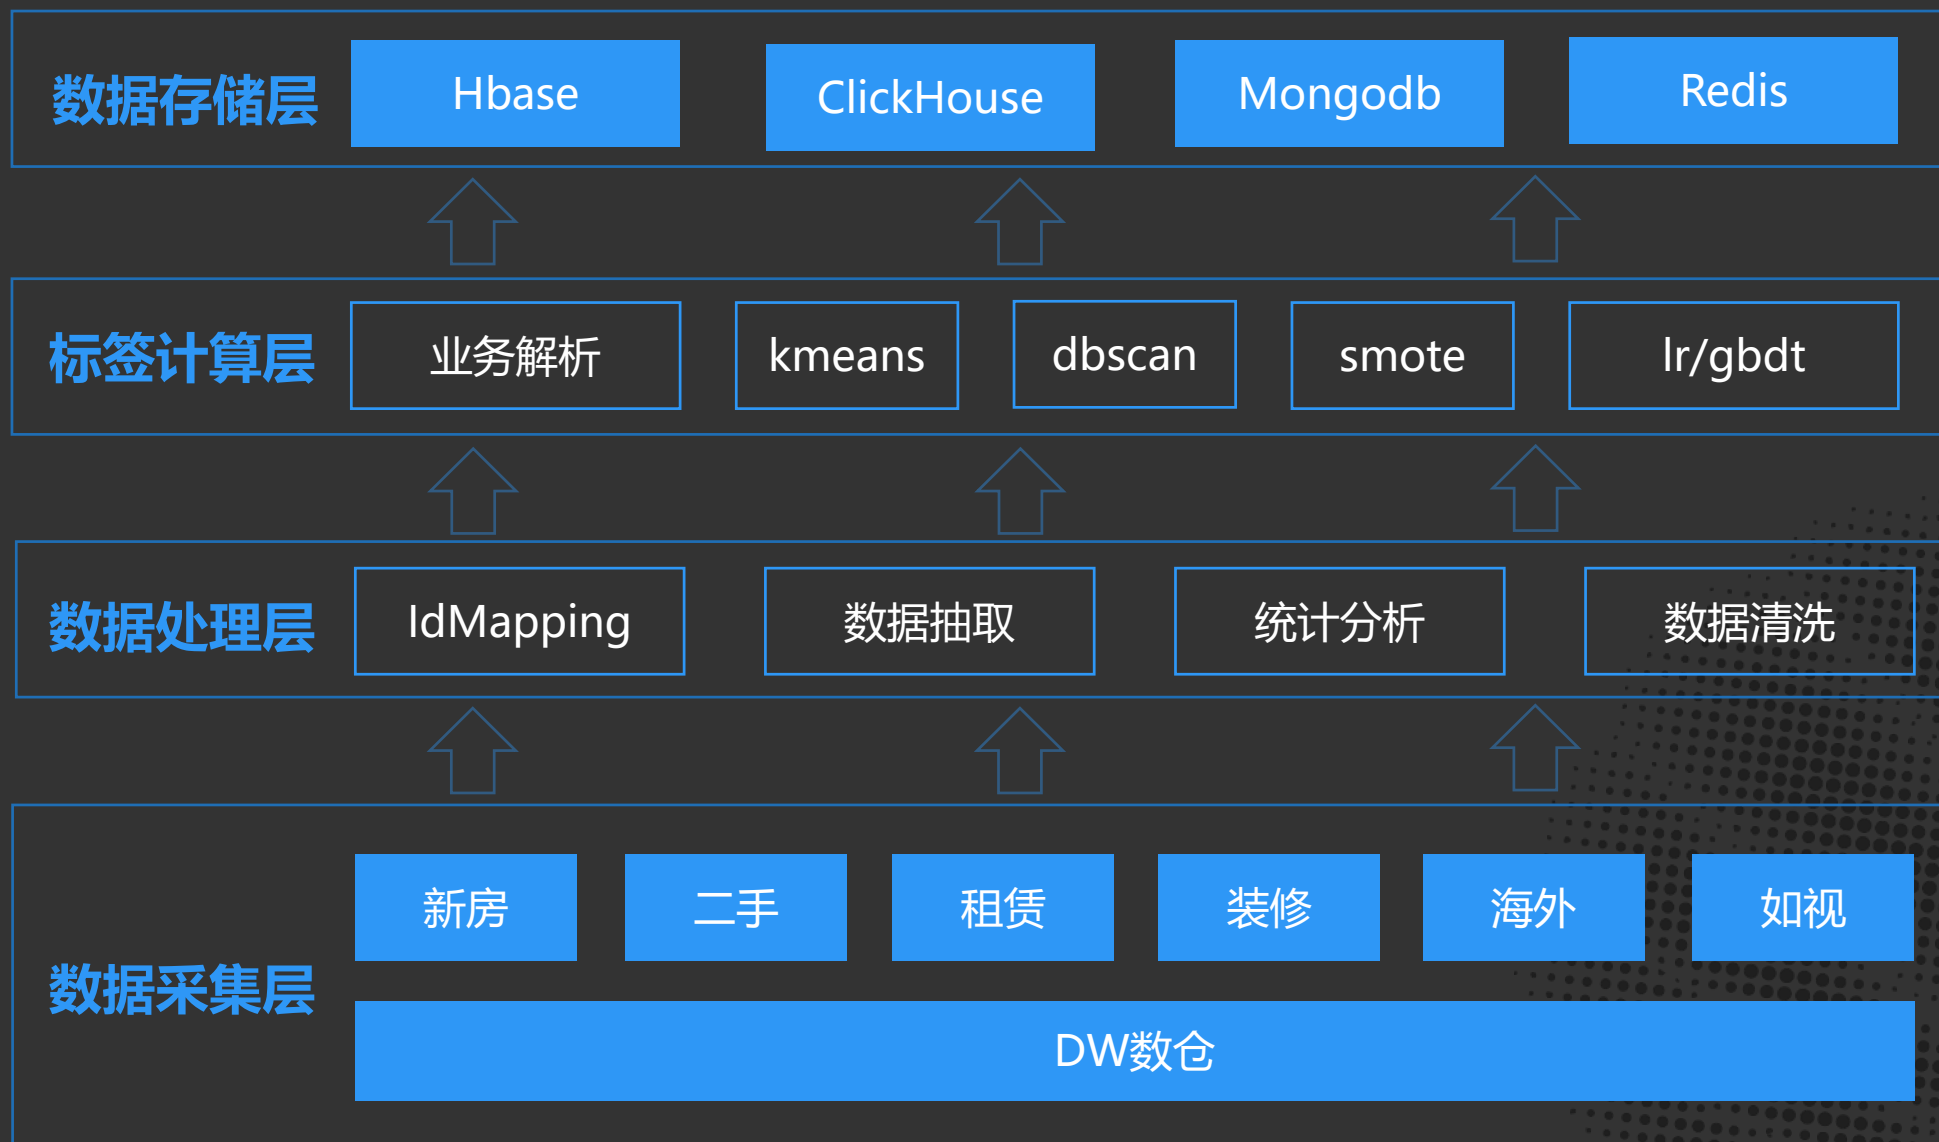 数据存储层
Hbase
ClickHouse
Mongodb
Redis
标签计算层
业务解析
kmeans
dbscan
smote
lr/gbdt
数据处理层
IdMapping
数据抽取
统计分析
数据清洗
数据采集层
新房
二手
租赁
装修
海外
如视
DW数仓